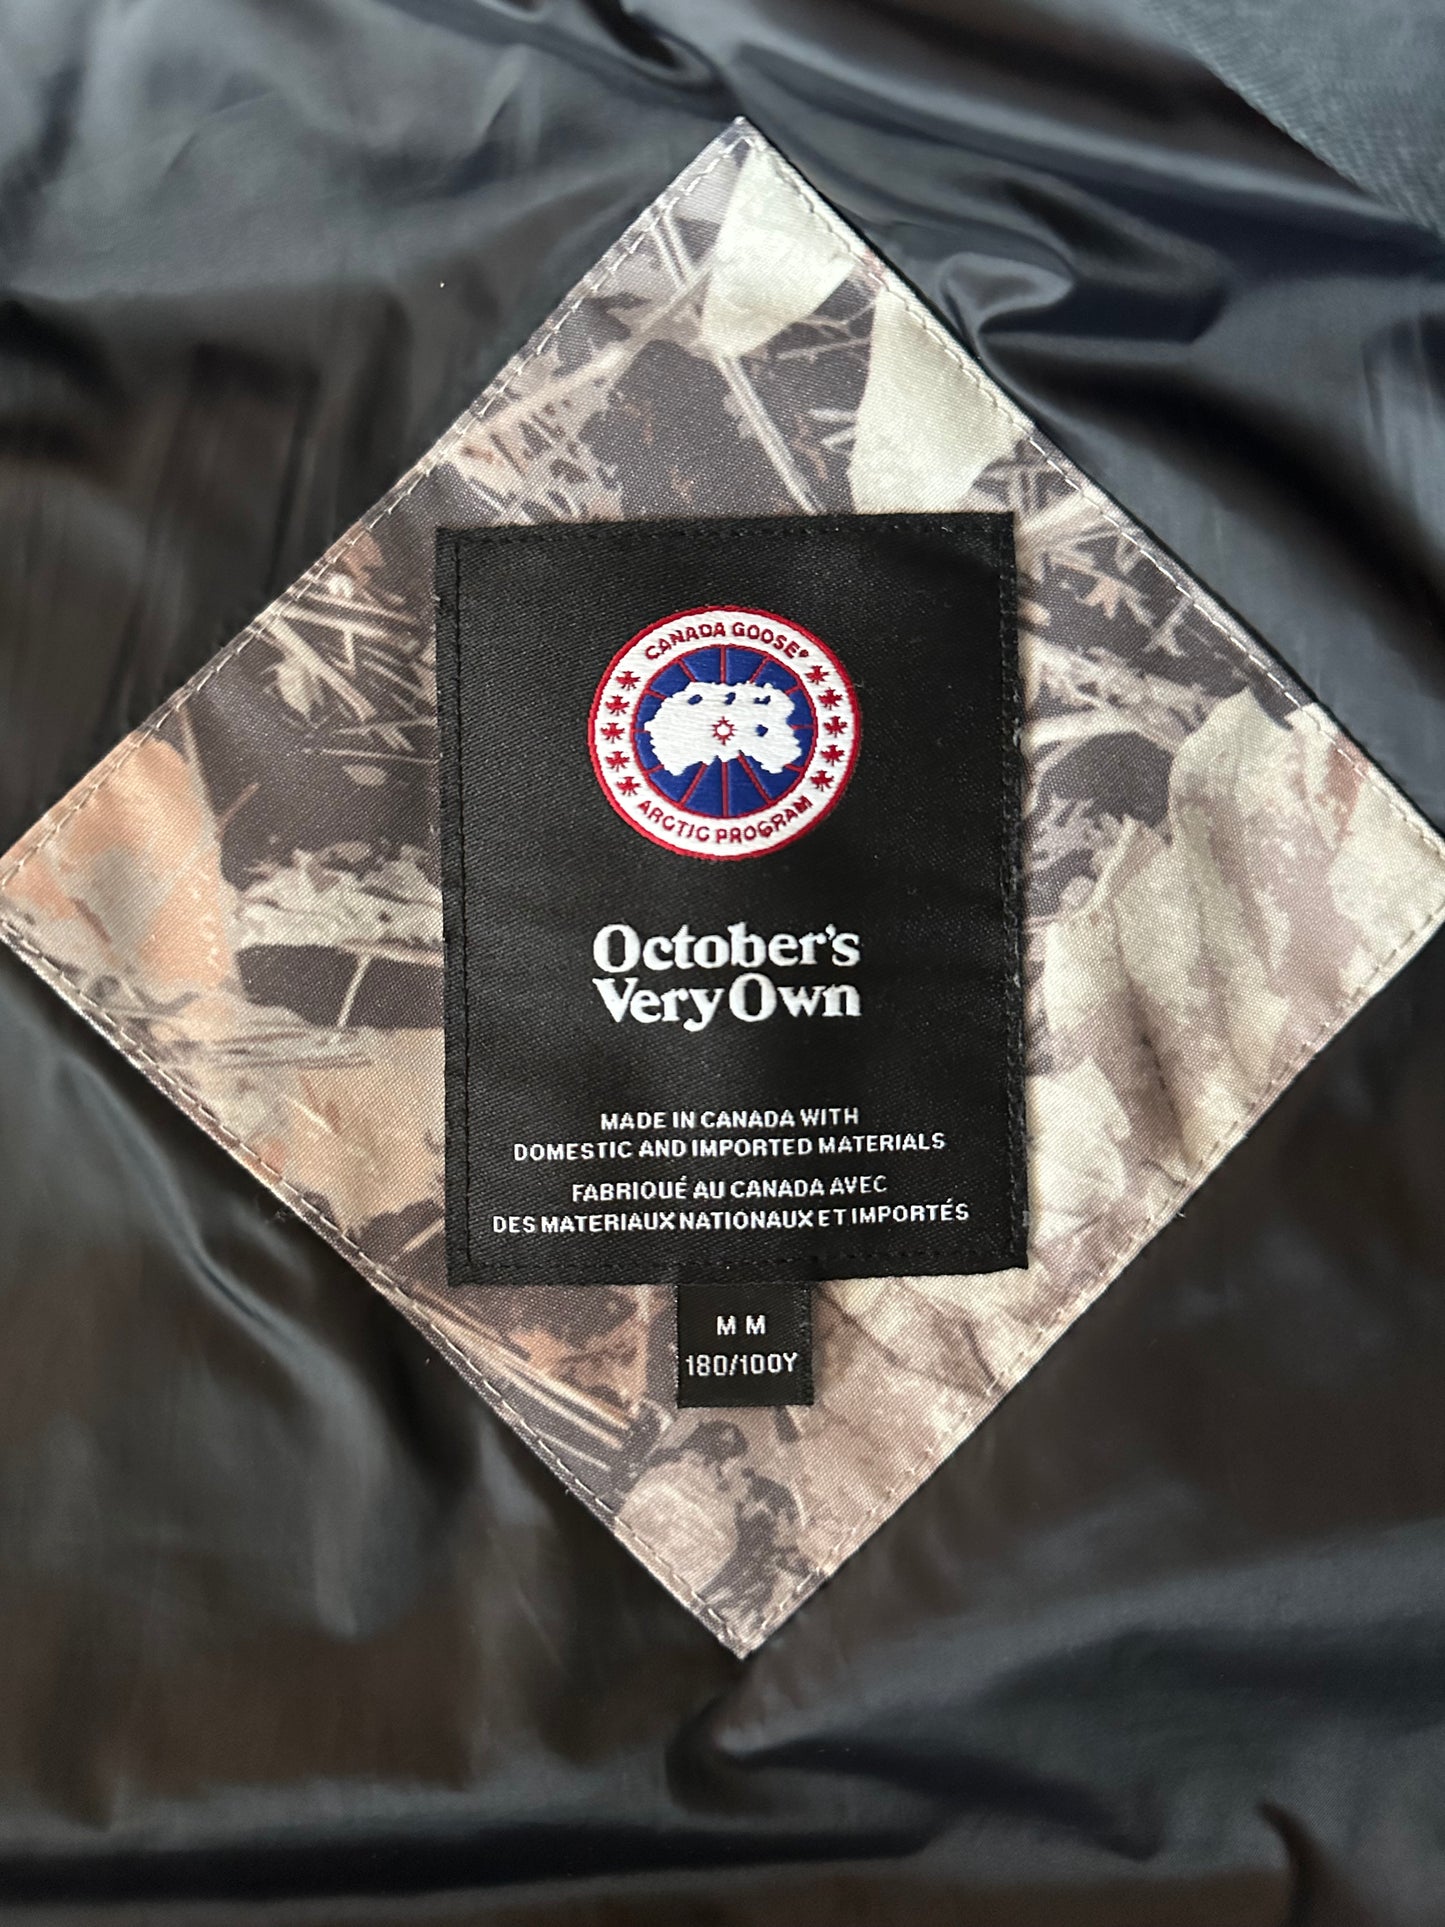 CANADA GOOSE®
ARCTIC PROGRAM
October's
Very Own
MADE IN CANADA WITH
DOMESTIC AND IMPORTED MATERIALS
FABRIQUÉ AU CANADA AVEC
DES MATERIAUX NATIONAUX ET IMPORTÉS
M M
180/100Y